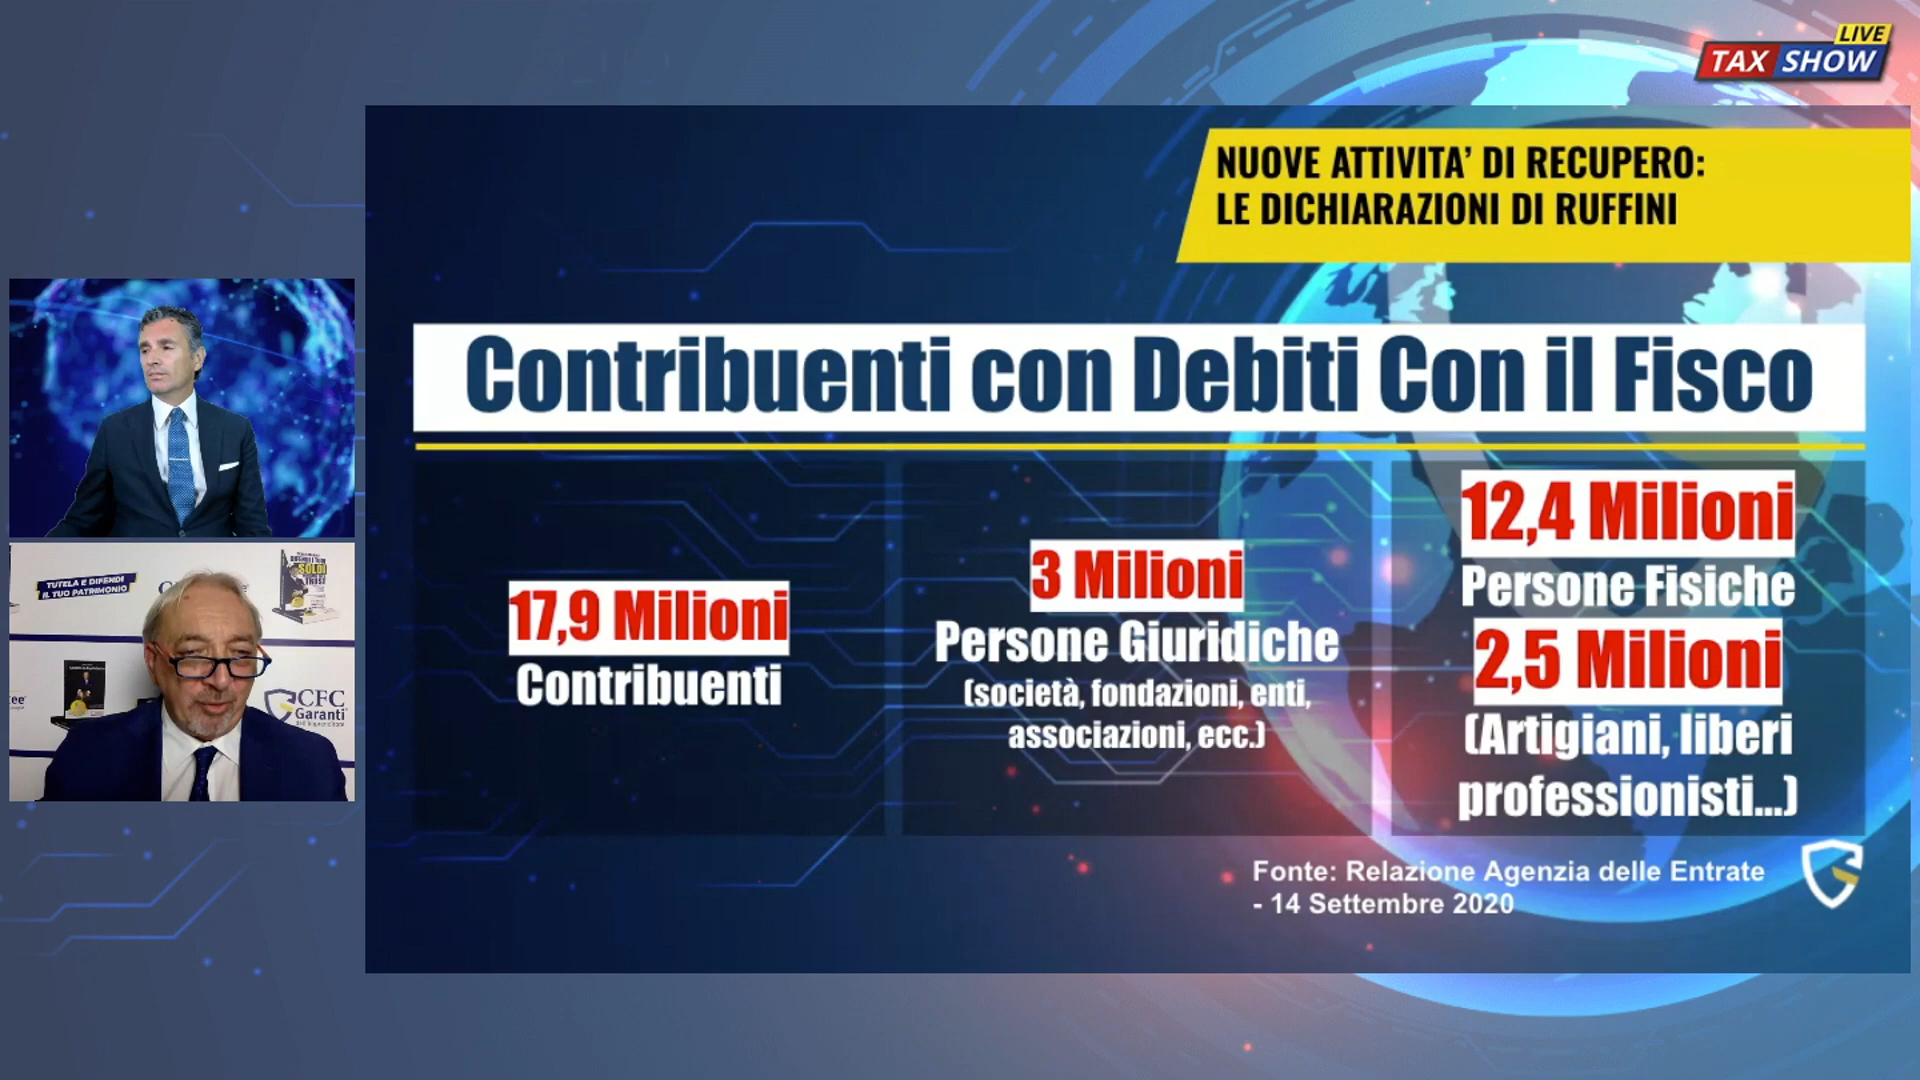 LIVE
TAX SHOW
NUOVE ATTIVITA’ DI RECUPERO:
LE DICHIARAZIONI DI RUFFINI
Contribuenti con Debiti Con il Fisco
17,9 Milioni
Contribuenti
3 Milioni
Persone Giuridiche
(società, fondazioni, enti,
associazioni, ecc.)
12,4 Milioni
Persone Fisiche
2,5 Milioni
(Artigiani, liberi
professionisti...)
Fonte: Relazione Agenzia delle Entrate
- 14 Settembre 2020
TUTELA E DIFENDI
IL TUO PATRIMONIO
SOLDI
TRUST
CFC
Garanti